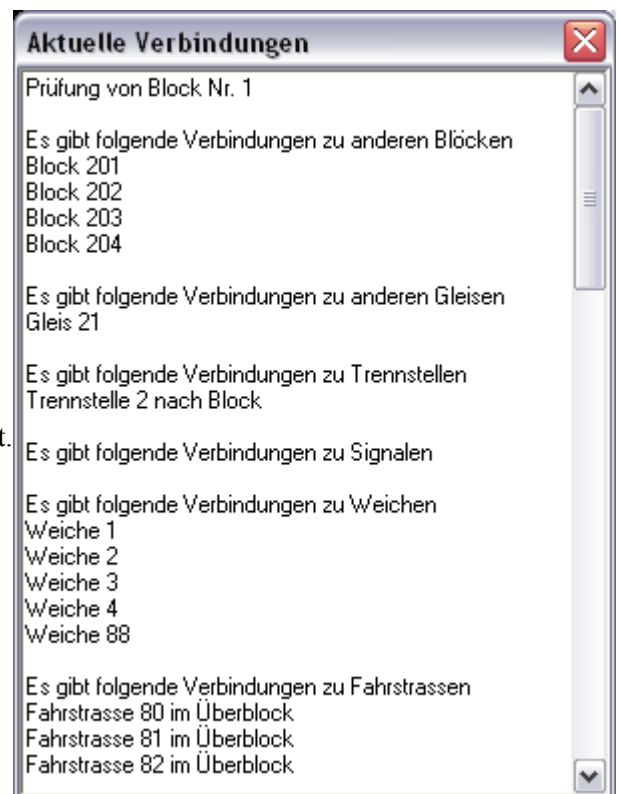 Aktuelle Verbindungen
Prüfung von Block Nr. 1
Es gibt folgende Verbindungen zu anderen Blöcken
Block 201
Block 202
Block 203
Block 204
Es gibt folgende Verbindungen zu anderen Gleisen
Gleis 21
Es gibt folgende Verbindungen zu Trennstellen
Trennstelle 2 nach Block
t.
Es gibt folgende Verbindungen zu Signalen
Es gibt folgende Verbindungen zu Weichen
Weiche 1
Weiche 2
Weiche 3
Weiche 4
Weiche 88
Es gibt folgende Verbindungen zu Fahrstrassen
Fahrstrasse 80 im Überblock
Fahrstrasse 81 im Überblock
Fahrstrasse 82 im Überblock